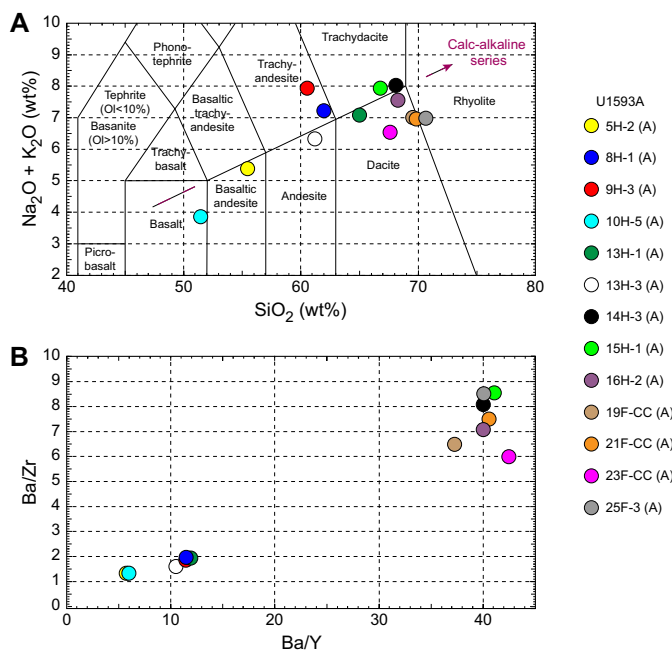 A
Na2O + K2O (wt%)
10
9
8
7
6
5
4
3
2
Phono-
tephrite
Tephrite
(Ol<10%)
Basanite
(Ol>10%)
Basaltic
trachy-
andesite
Trachy-
andesite
Trachydacite
Calc-alkaline
series
Rhyolite
Trachy-
basalt
Dacite
Basaltic
andesite
Andesite
Basalt
Picro-
basalt
40
50
60
70
80
SiO2 (wt%)
U1593A
5H-2 (A)
8H-1 (A)
9H-3 (A)
10H-5 (A)
13H-1 (A)
13H-3 (A)
14H-3 (A)
15H-1 (A)
16H-2 (A)
19F-CC (A)
21F-CC (A)
23F-CC (A)
25F-3 (A)
B
Ba/Zr
10
9
8
7
6
5
4
3
2
1
0
0
10
20
30
40
Ba/Y